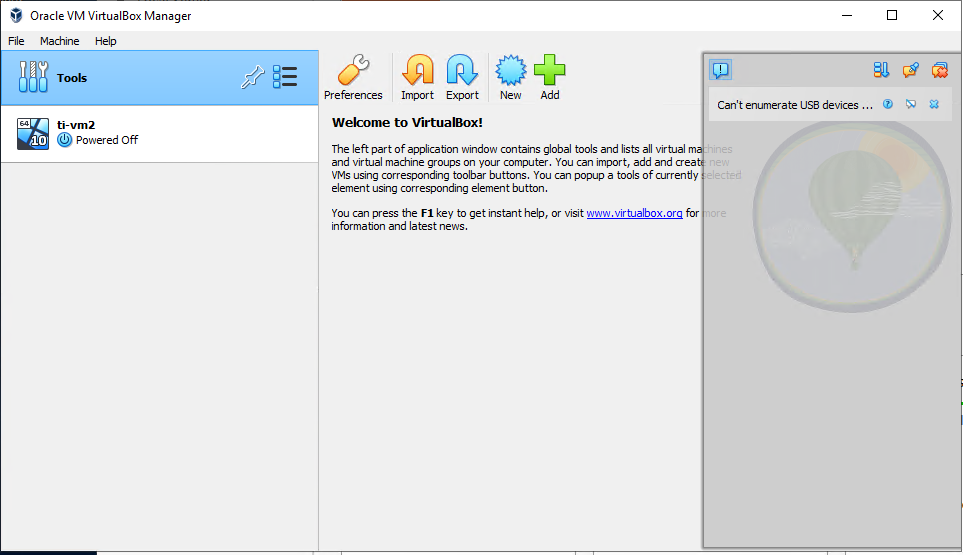 Oracle VM VirtualBox Manager
File Machine Help
Tools
Preferences Import Export New Add
64
10
ti-vm2
Powered Off
Welcome to VirtualBox!
The left part of application window contains global tools and lists all virtual machines
and virtual machine groups on your computer. You can import, add and create new
VMs using corresponding toolbar buttons. You can popup a tools of currently selected
element using corresponding element button.
You can press the F1 key to get instant help, or visit www.virtualbox.org for more
information and latest news.
Can't enumerate USB devices ...